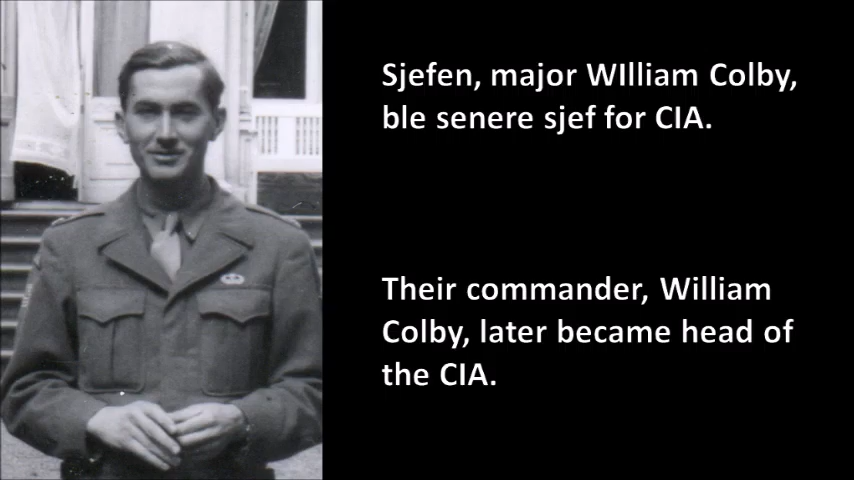 Sjefen, major WIlliam Colby,
ble senere sjef for CIA.
Their commander, William
Colby, later became head of
the CIA.